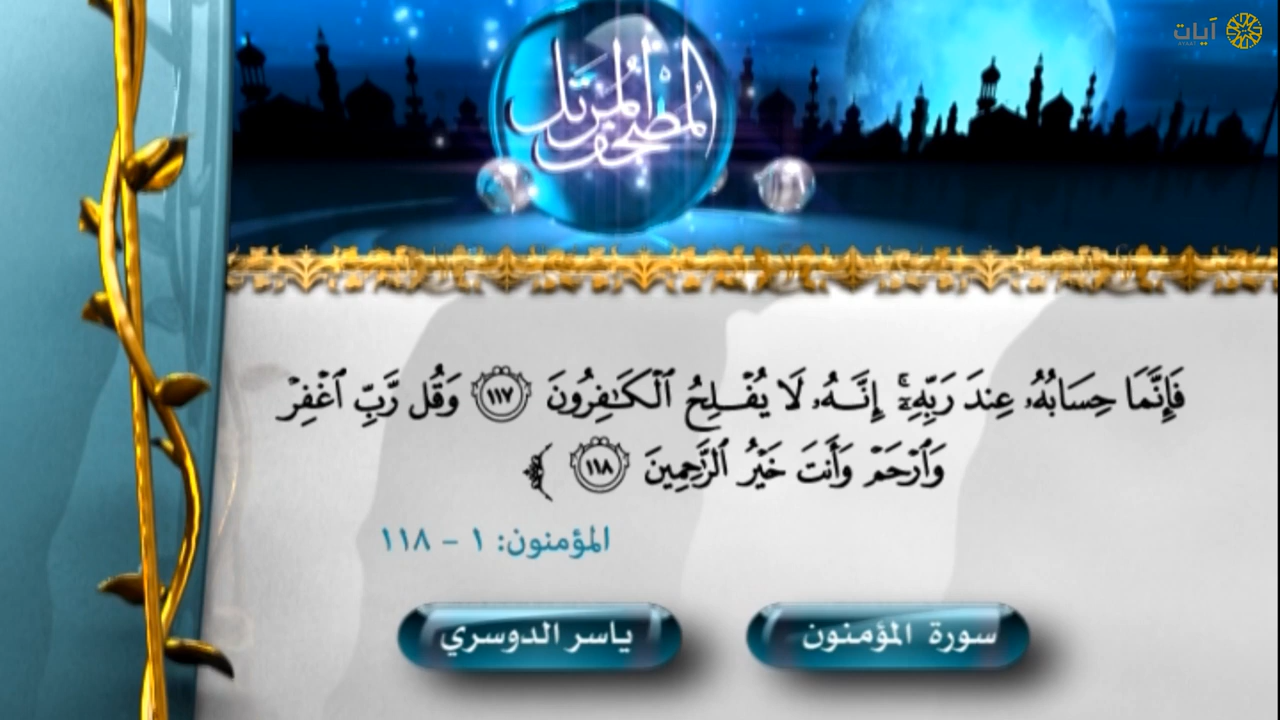 آيات
AYAAT
المصحف المرتل
فَإِنَّمَا حِسَابُهُۥ عِندَ رَبِّهِۦٓۚ إِنَّهُۥ لَا يُفْلِحُ ٱلْكَٰفِرُونَ ١١٧ وَقُل رَّبِّ ٱغْفِرْ
وَٱرْحَمْ وَأَنتَ خَيْرُ ٱلرَّٰحِمِينَ ١١٨ ﴾
المؤمنون: ١ - ١١٨
سورة المؤمنون
ياسر الدوسري